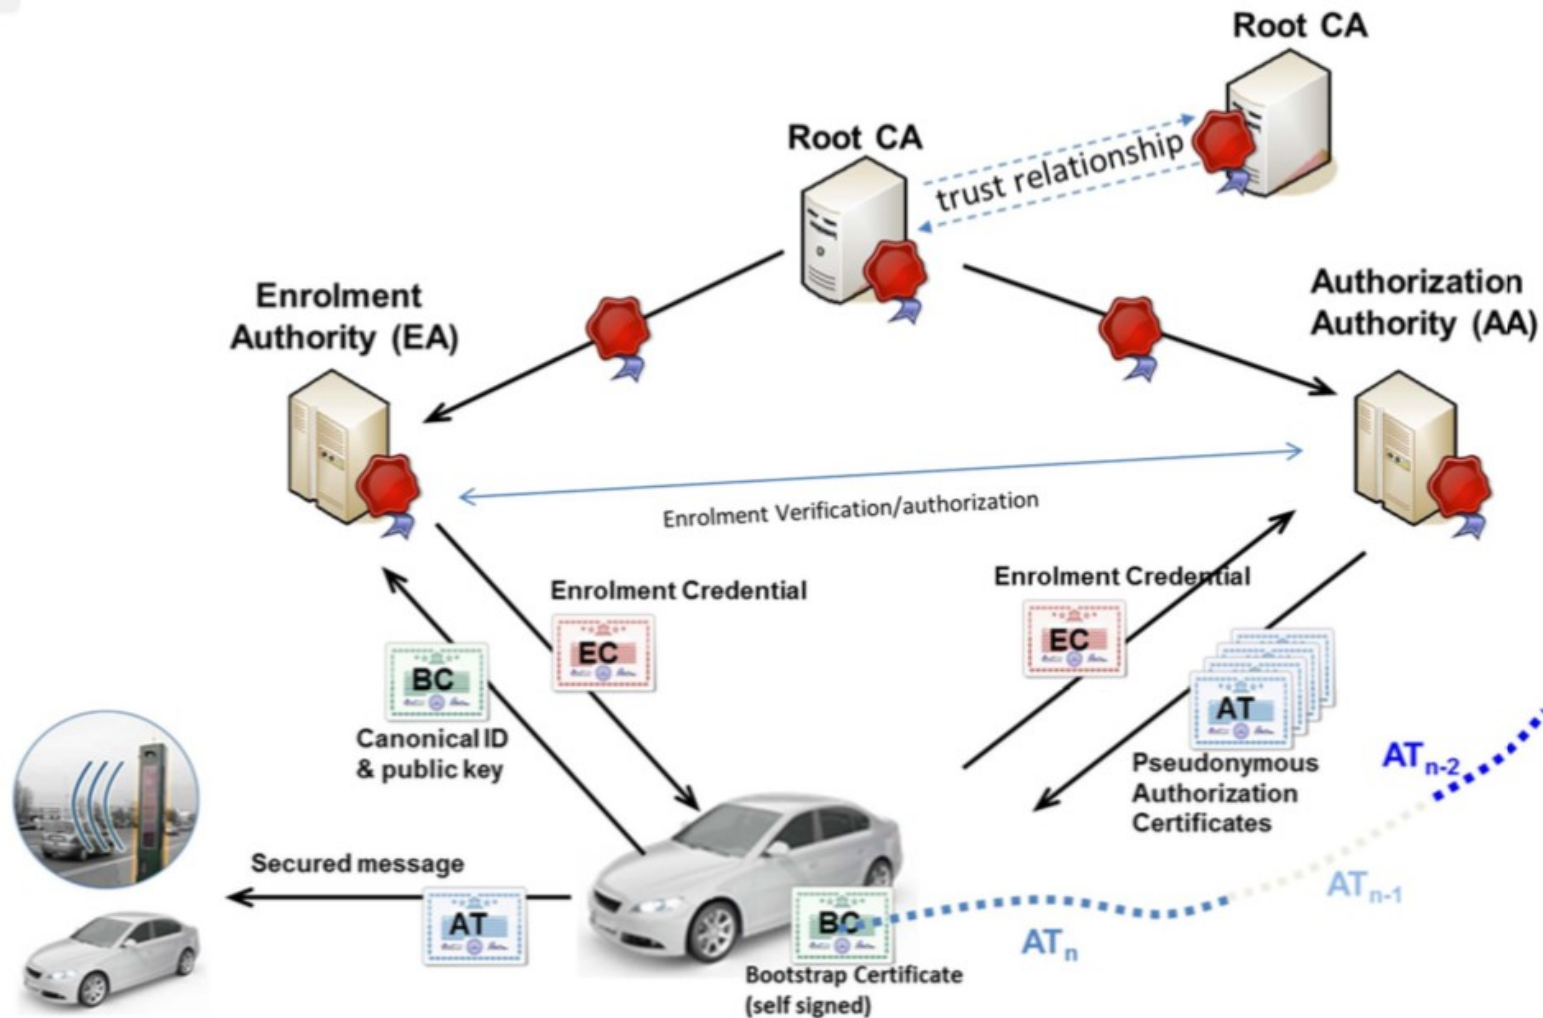 Root CA
Root CA
trust relationship
Enrolment
Authority (EA)
Authorization
Authority (AA)
Enrolment Verification/authorization
Enrolment Credential
EC
Enrolment Credential
EC
BC
Canonical ID
& public key
AT
Pseudonymous
Authorization
Certificates
ATn-2
ATn-1
ATn
Secured message
AT
BC
Bootstrap Certificate
(self signed)